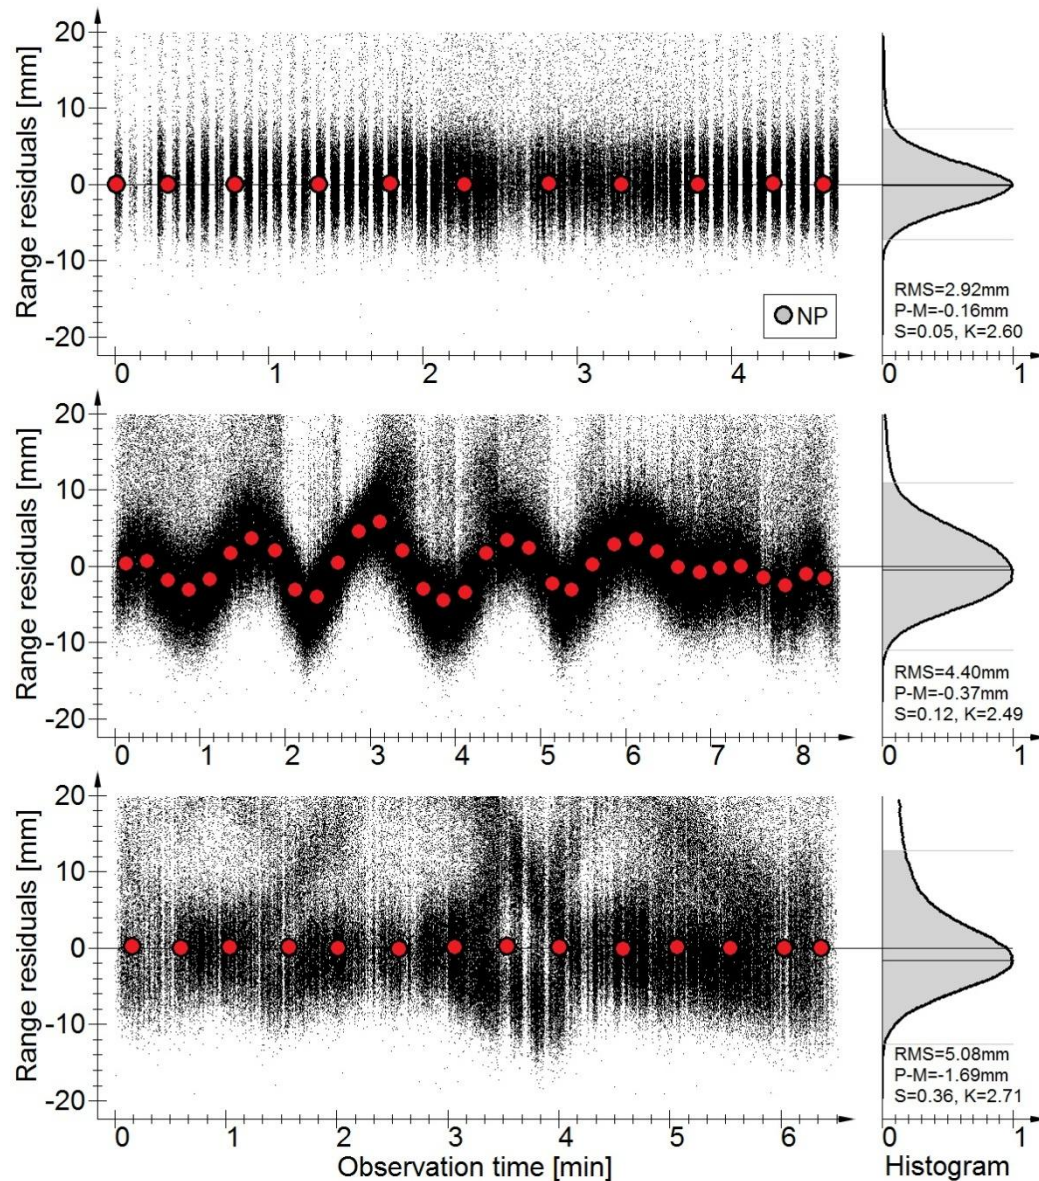 Range residuals [mm]
20
10
0
-10
-20
NP
0 1 2 3 4
RMS=2.92mm
P-M=-0.16mm
S=0.05, K=2.60
0 1
Range residuals [mm]
20
10
0
-10
-20
0 1 2 3 4 5 6 7 8
RMS=4.40mm
P-M=-0.37mm
S=0.12, K=2.49
0 1
Range residuals [mm]
20
10
0
-10
-20
0 1 2 3 4 5 6
RMS=5.08mm
P-M=-1.69mm
S=0.36, K=2.71
0 1
Observation time [min]
Histogram